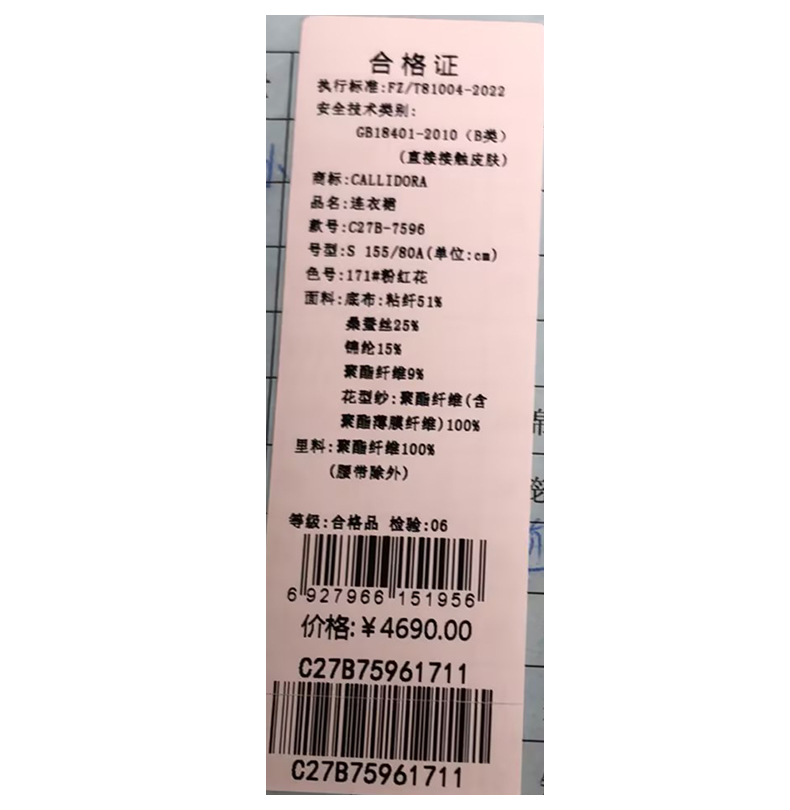 合格证
执行标准:FZ/T81004-2022
安全技术类别:
GB18401-2010（B类）
(直接接触皮肤)
商标:CALLIDORA
品名:连衣裙
款号:C27B-7596
号型:S 155/80A(单位:cm)
色号:171#粉红花
面料:底布:粘纤51%
桑蚕丝25%
锦纶15%
聚酯纤维9%
花型纱:聚酯纤维(含
聚酯薄膜纤维)100%
里料:聚酯纤维100%
(腰带除外)
等级:合格品 检验:06
6 927966 151956
价格:￥4690.00
C27B75961711
C27B75961711